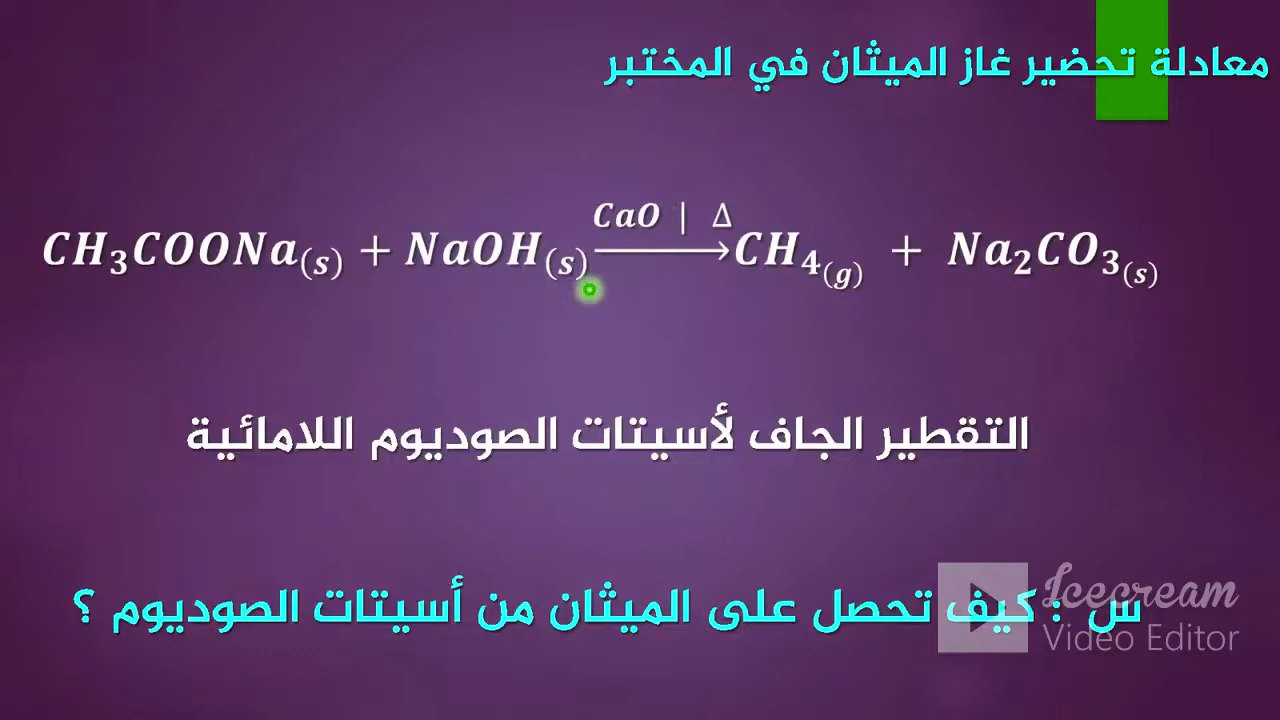 معادلة تحضير غاز الميثان في المختبر
CaO | Δ
CH₃COONa(s) + NaOH(s) ⟶ CH₄(g) + Na₂CO₃(s)
التقطير الجاف لأسيتات الصوديوم اللامائية
س : كيف تحصل على الميثان من أسيتات الصوديوم ؟
Icecream
Video Editor